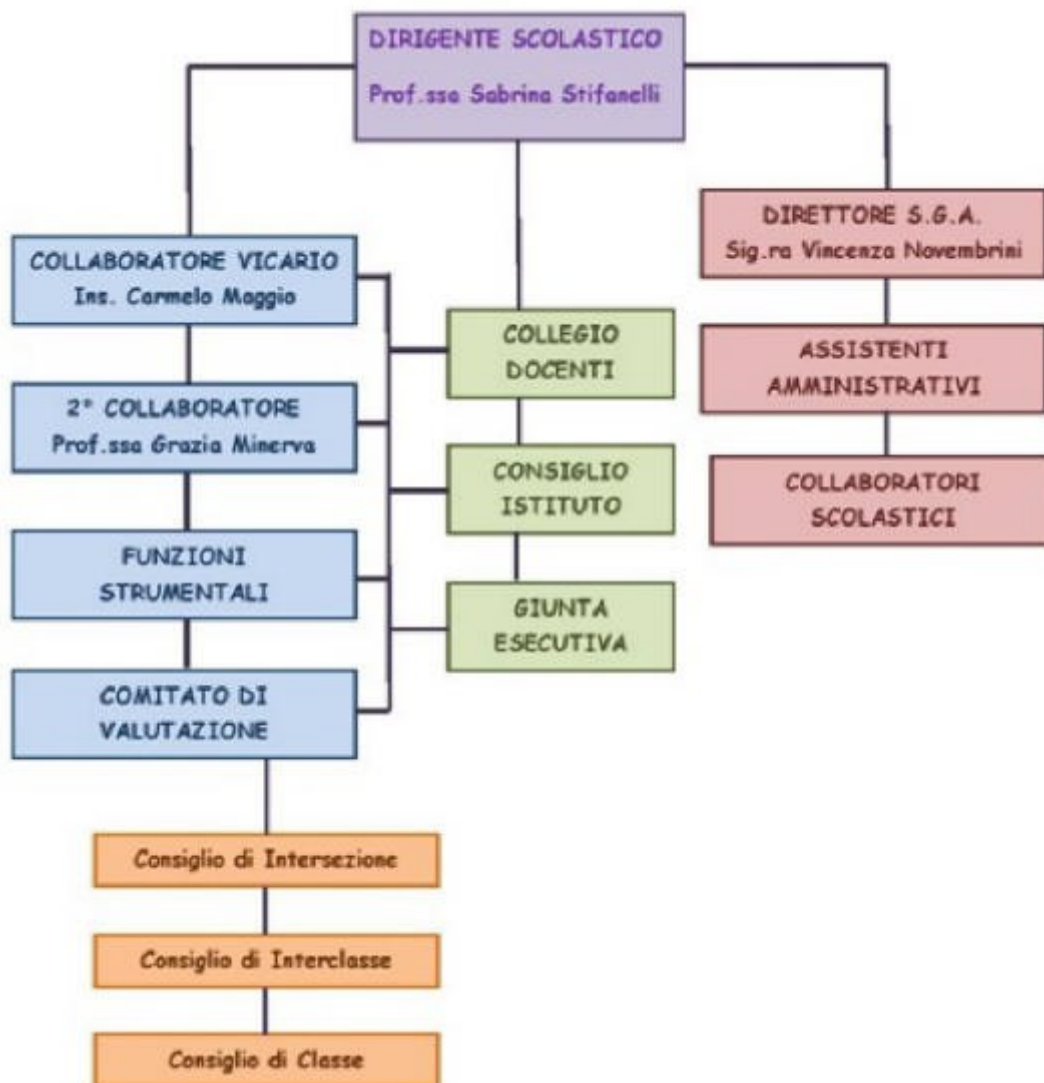 DIRIGENTE SCOLASTICO
Prof.ssa Sabrina Stifanelli
COLLABORATORE VICARIO
Ins. Carmelo Maggio
2° COLLABORATORE
Prof.ssa Grazia Minerva
FUNZIONI
STRUMENTALI
COMITATO DI
VALUTAZIONE
COLLEGIO
DOCENTI
CONSIGLIO
ISTITUTO
GIUNTA
ESECUTIVA
DIRETTORE S.G.A.
Sig.ra Vincenza Novembrini
ASSISTENTI
AMMINISTRATIVI
COLLABORATORI
SCOLASTICI
Consiglio di Intersezione
Consiglio di Interclasse
Consiglio di Classe